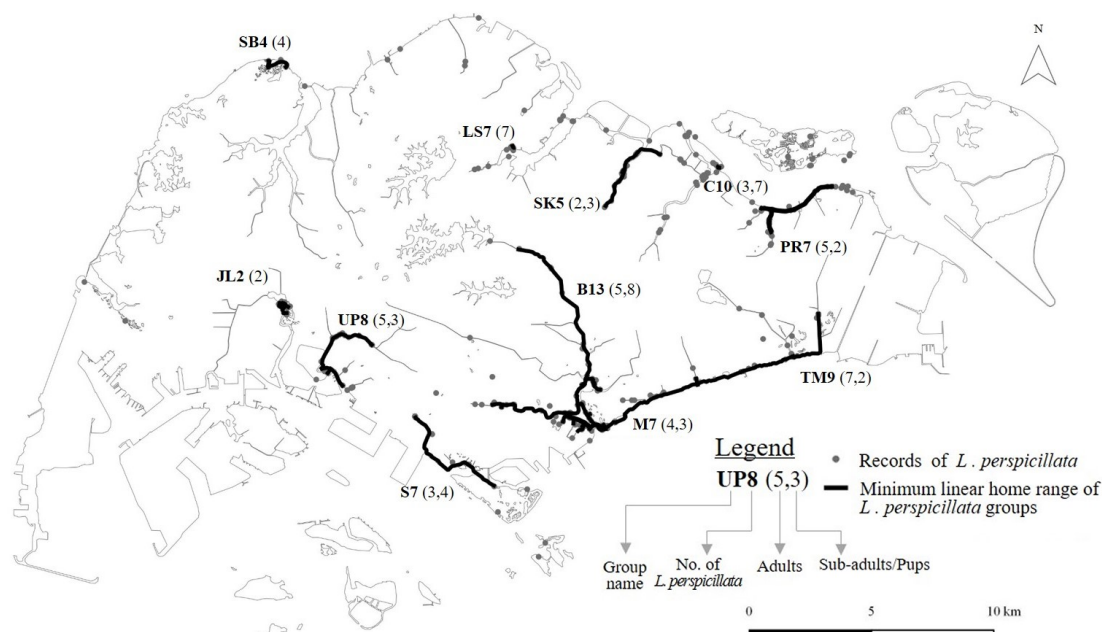 SB4 (4)
N
LS7 (7)
C10 (3,7)
SK5 (2,3)
PR7 (5,2)
JL2 (2)
B13 (5,8)
UP8 (5,3)
TM9 (7,2)
M7 (4,3)
S7 (3,4)
Legend
UP8 (5,3)
Records of L. perspicillata
Minimum linear home range of
L. perspicillata groups
Group
name
No. of
L. perspicillata
Adults
Sub-adults/Pups
0 5 10 km